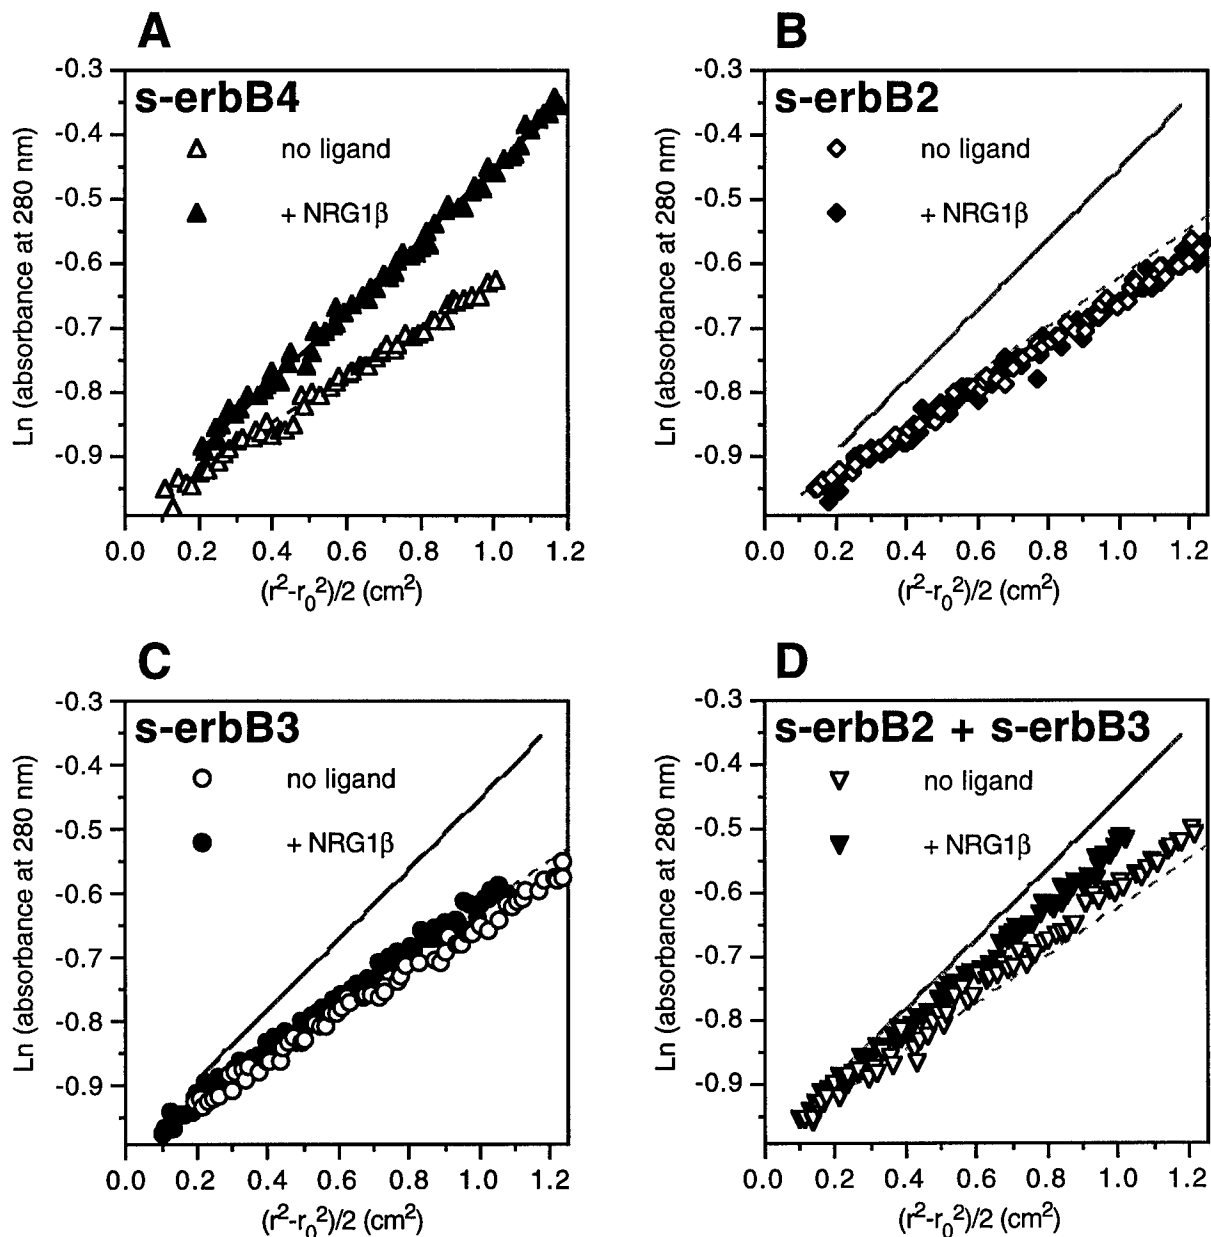 A
s-erbB4
no ligand
+ NRG1β
Ln (absorbance at 280 nm)
-0.3
-0.4
-0.5
-0.6
-0.7
-0.8
-0.9
0.0 0.2 0.4 0.6 0.8 1.0 1.2
(r²-r₀²)/2 (cm²)
B
s-erbB2
no ligand
+ NRG1β
Ln (absorbance at 280 nm)
-0.3
-0.4
-0.5
-0.6
-0.7
-0.8
-0.9
0.0 0.2 0.4 0.6 0.8 1.0 1.2
(r²-r₀²)/2 (cm²)
C
s-erbB3
no ligand
+ NRG1β
Ln (absorbance at 280 nm)
-0.3
-0.4
-0.5
-0.6
-0.7
-0.8
-0.9
0.0 0.2 0.4 0.6 0.8 1.0 1.2
(r²-r₀²)/2 (cm²)
D
s-erbB2 + s-erbB3
no ligand
+ NRG1β
Ln (absorbance at 280 nm)
-0.3
-0.4
-0.5
-0.6
-0.7
-0.8
-0.9
0.0 0.2 0.4 0.6 0.8 1.0 1.2
(r²-r₀²)/2 (cm²)